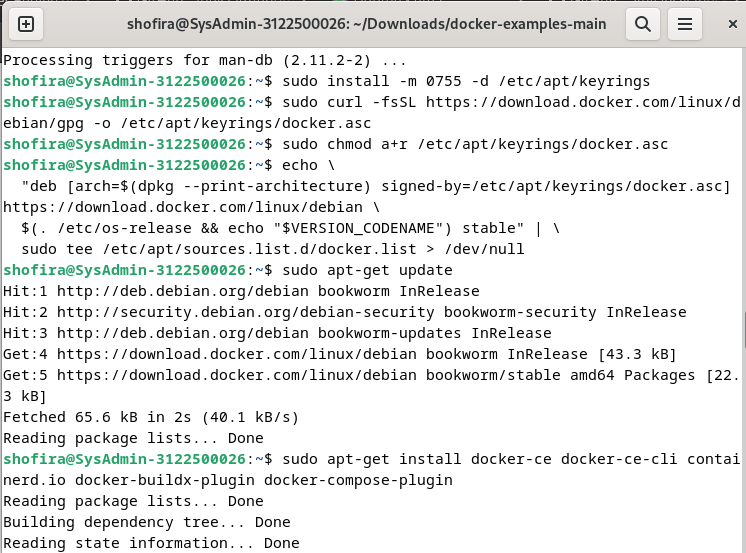 shofira@SysAdmin-3122500026: ~/Downloads/docker-examples-main
Processing triggers for man-db (2.11.2-2) ...
shofira@SysAdmin-3122500026:~$ sudo install -m 0755 -d /etc/apt/keyrings
shofira@SysAdmin-3122500026:~$ sudo curl -fsSL https://download.docker.com/linux/d
ebian/gpg -o /etc/apt/keyrings/docker.asc
shofira@SysAdmin-3122500026:~$ sudo chmod a+r /etc/apt/keyrings/docker.asc
shofira@SysAdmin-3122500026:~$ echo \
  "deb [arch=$(dpkg --print-architecture) signed-by=/etc/apt/keyrings/docker.asc]
https://download.docker.com/linux/debian \
  $(. /etc/os-release && echo "$VERSION_CODENAME") stable" | \
  sudo tee /etc/apt/sources.list.d/docker.list > /dev/null
shofira@SysAdmin-3122500026:~$ sudo apt-get update
Hit:1 http://deb.debian.org/debian bookworm InRelease
Hit:2 http://security.debian.org/debian-security bookworm-security InRelease
Hit:3 http://deb.debian.org/debian bookworm-updates InRelease
Get:4 https://download.docker.com/linux/debian bookworm InRelease [43.3 kB]
Get:5 https://download.docker.com/linux/debian bookworm/stable amd64 Packages [22.
3 kB]
Fetched 65.6 kB in 2s (40.1 kB/s)
Reading package lists... Done
shofira@SysAdmin-3122500026:~$ sudo apt-get install docker-ce docker-ce-cli contai
nerd.io docker-buildx-plugin docker-compose-plugin
Reading package lists... Done
Building dependency tree... Done
Reading state information... Done